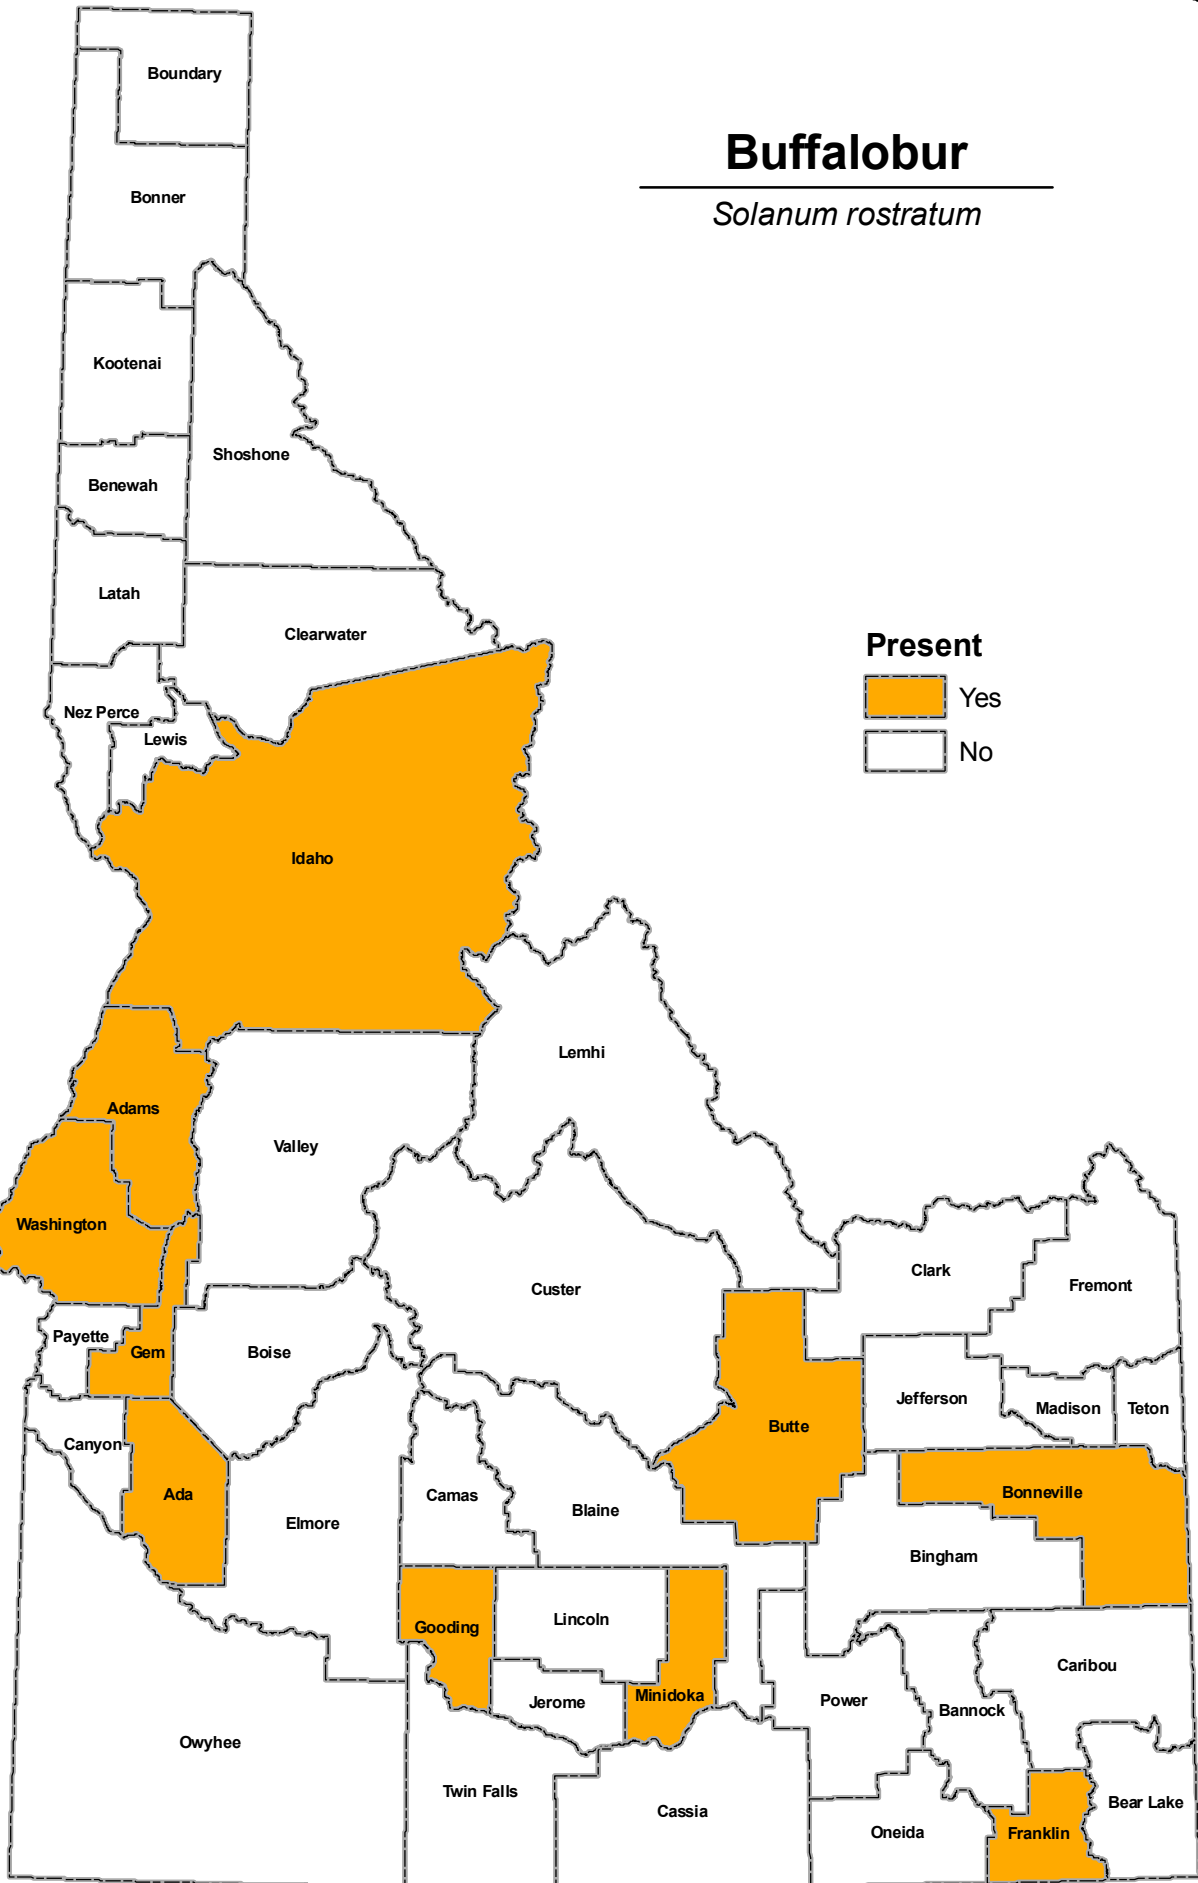 Boundary
Buffalobur
Solanum rostratum
Bonner
Kootenai
Shoshone
Benewah
Latah
Clearwater
Present
Yes
No
Nez Perce
Lewis
Idaho
Lemhi
Adams
Valley
Washington
Clark
Fremont
Custer
Payette
Gem
Boise
Jefferson
Madison
Teton
Butte
Canyon
Ada
Camas
Blaine
Bonneville
Elmore
Bingham
Gooding
Lincoln
Caribou
Minidoka
Jerome
Power
Bannock
Owyhee
Twin Falls
Cassia
Bear Lake
Oneida
Franklin